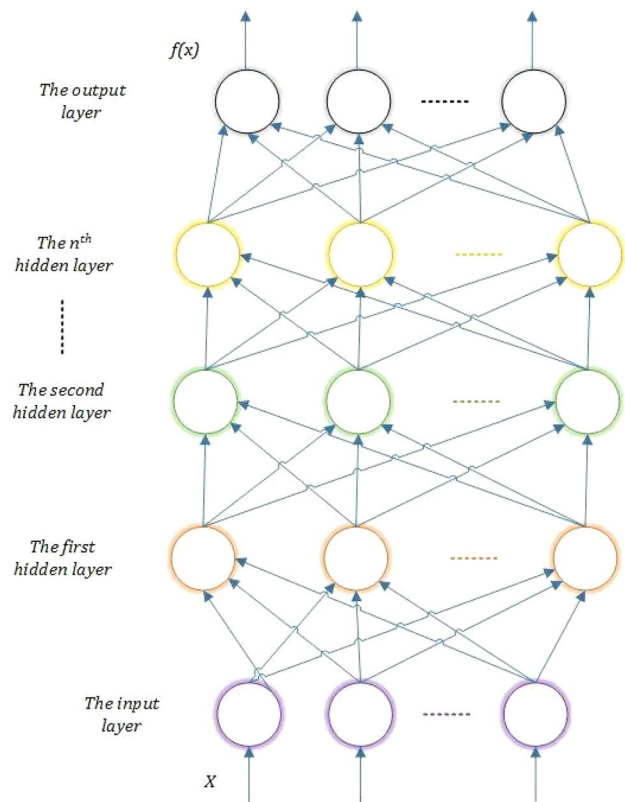 f(x)
The output
layer
The nᵗʰ
hidden layer
The second
hidden layer
The first
hidden layer
The input
layer
X